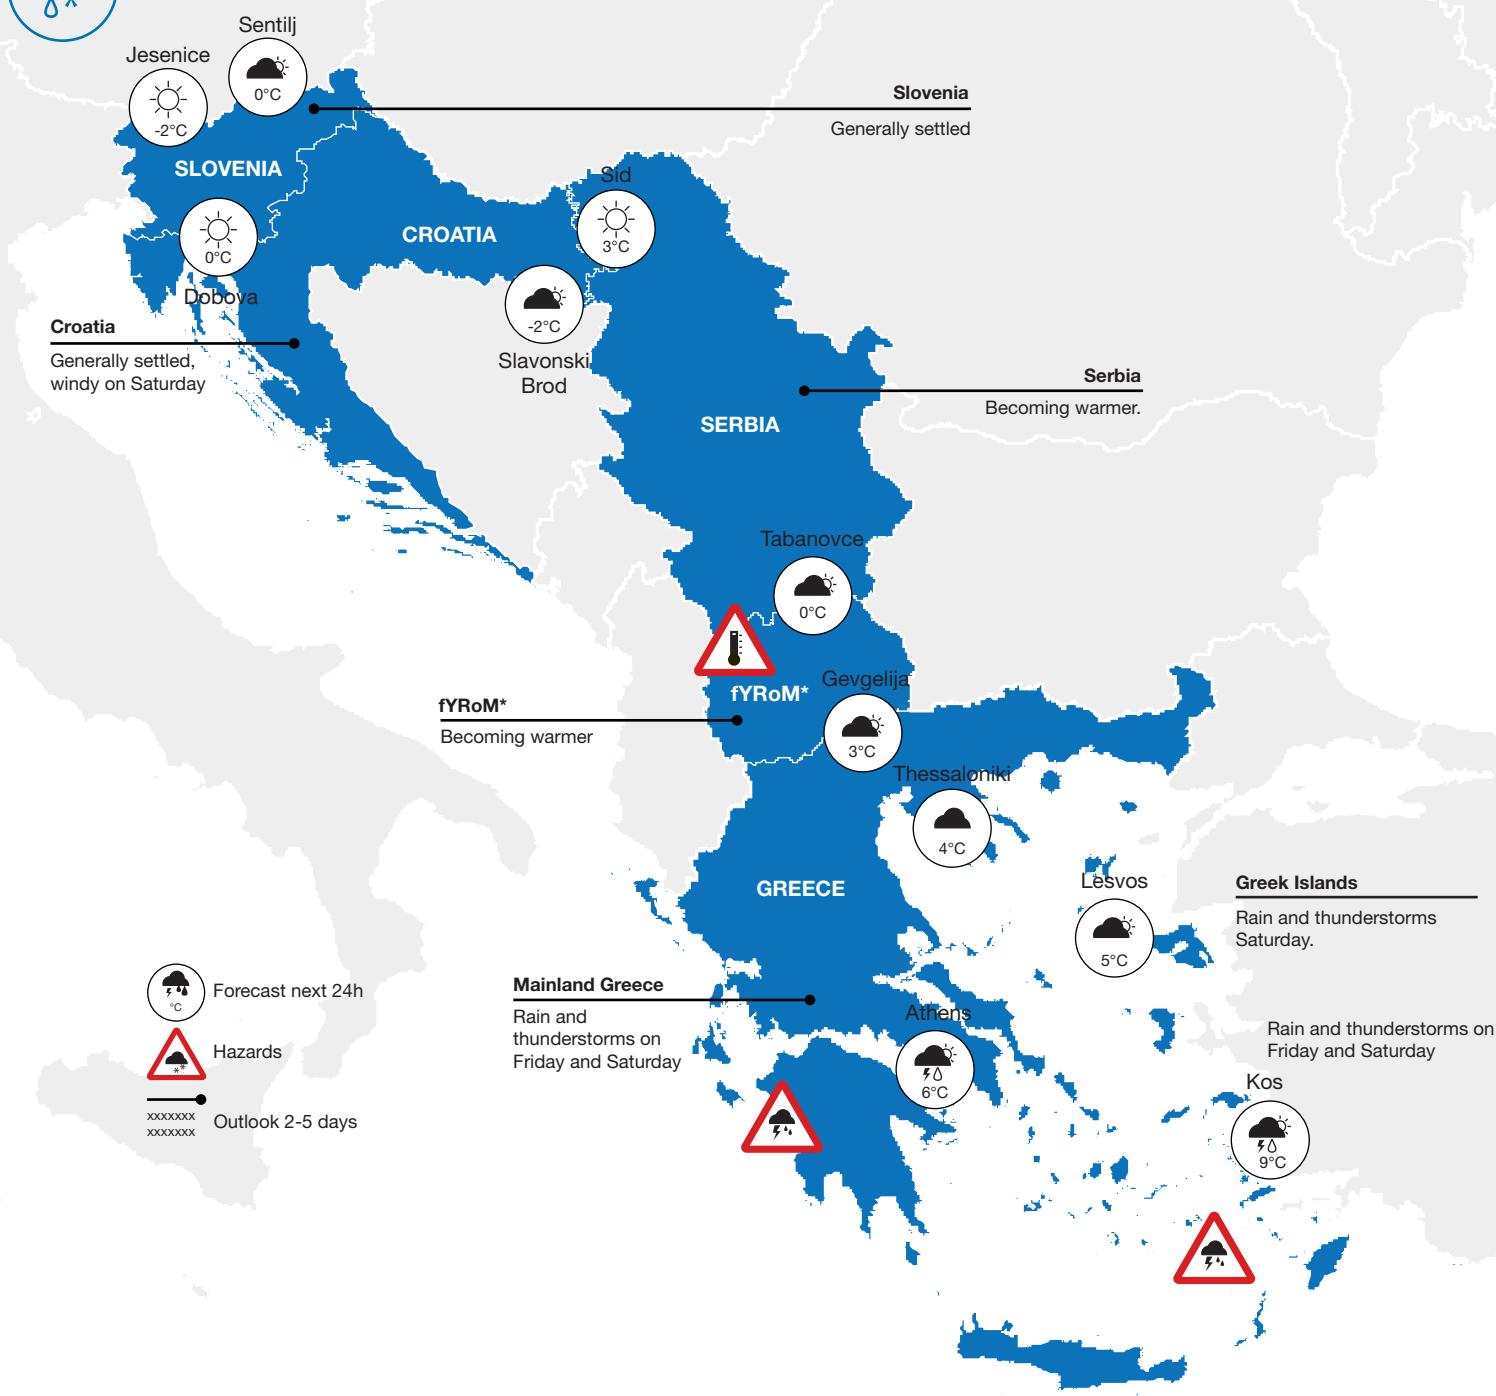 Sentilj
0°C
Jesenice
-2°C
Slovenia
Generally settled
SLOVENIA
Sid
3°C
CROATIA
0°C
Dobova
-2°C
Slavonski
Brod
Croatia
Generally settled,
windy on Saturday
Serbia
Becoming warmer.
SERBIA
Tabanovce
0°C
Gevgelija
3°C
fYRoM*
fYRoM*
Becoming warmer
Thessaloniki
4°C
GREECE
Lesvos
5°C
Greek Islands
Rain and thunderstorms
Saturday.
Mainland Greece
Rain and
thunderstorms on
Friday and Saturday
Athens
6°C
Rain and thunderstorms on
Friday and Saturday
Kos
9°C
°C
Forecast next 24h
Hazards
xxxxxxx
xxxxxxx
Outlook 2-5 days